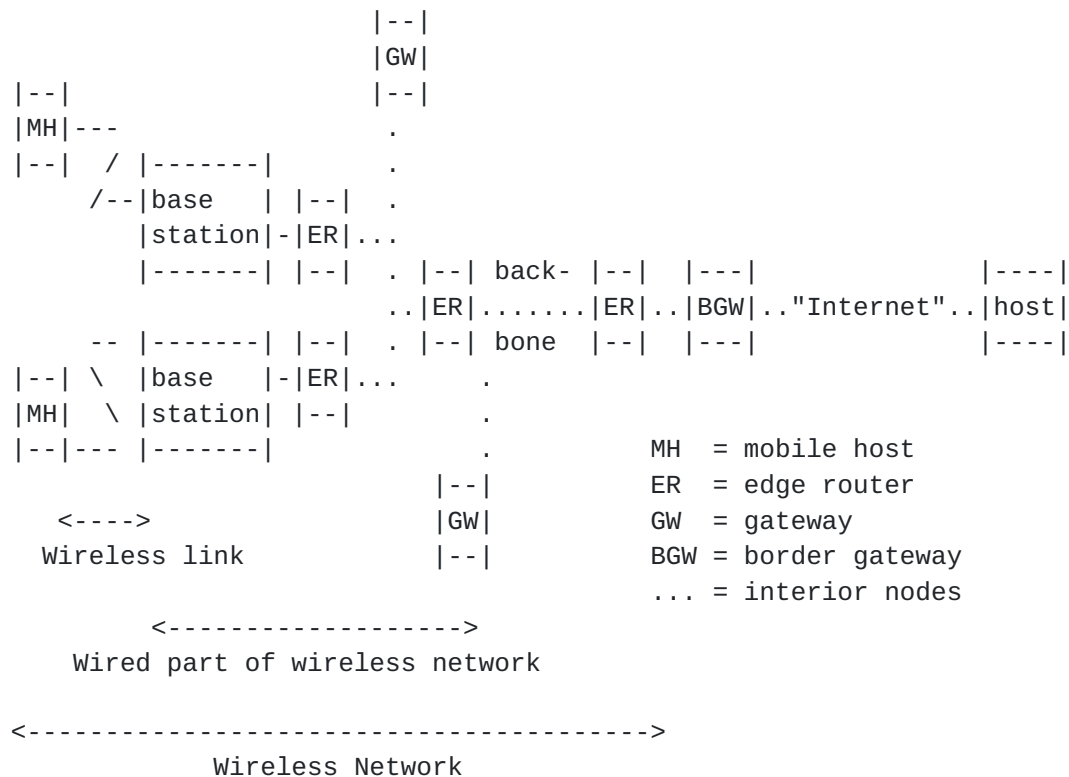 |--|
                       |GW|
|--|                   |--|
|MH|---                 .
|--|  / |-------|       .
     /--|base   | |--|  .
        |station|-|ER|...
        |-------| |--|  . |--| back- |--|  |---|              |----|
                        ..|ER|.......|ER|..|BGW|.."Internet"..|host|
     -- |-------| |--|  . |--| bone  |--|  |---|              |----|
|--| \  |base   |-|ER|...     .
|MH|  \ |station| |--|        .
|--|--- |-------|             .          MH  = mobile host
                           |--|          ER  = edge router
   <---->                  |GW|          GW  = gateway
  Wireless link            |--|          BGW = border gateway
                                         ... = interior nodes
         <------------------->
    Wired part of wireless network

<---------------------------------------->
             Wireless Network